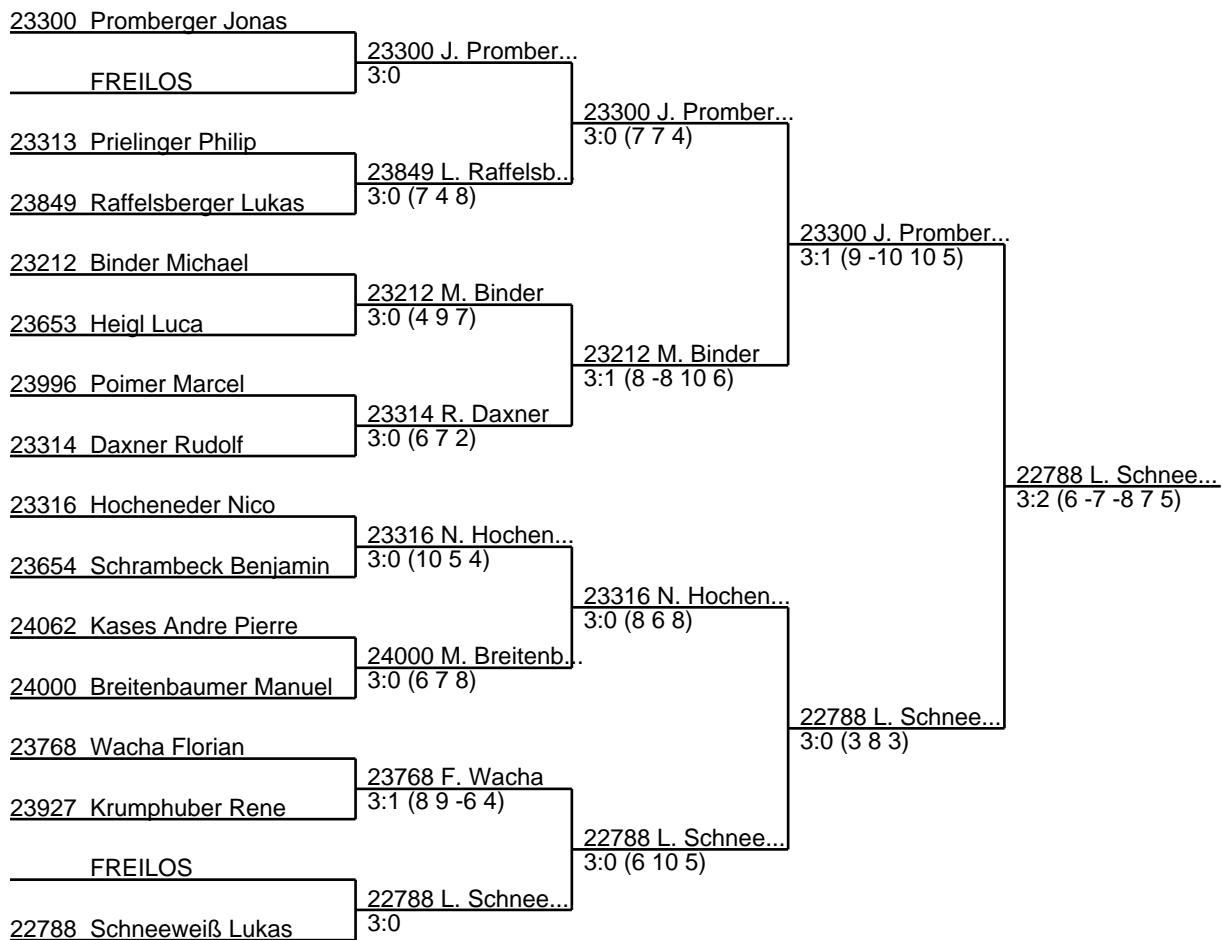 23300 Promberger Jonas
FREILOS
23313 Prielinger Philip
23849 Raffelsberger Lukas
23212 Binder Michael
23653 Heigl Luca
23996 Poimer Marcel
23314 Daxner Rudolf
23316 Hocheneder Nico
23654 Schrambeck Benjamin
24062 Kases Andre Pierre
24000 Breitenbaumer Manuel
23768 Wacha Florian
23927 Krumphuber Rene
FREILOS
22788 Schneeweiß Lukas
23300 J. Promber...
3:0
23849 L. Raffelsb...
3:0 (7 4 8)
23212 M. Binder
3:0 (4 9 7)
23314 R. Daxner
3:0 (6 7 2)
23316 N. Hochen...
3:0 (10 5 4)
24000 M. Breitenb...
3:0 (6 7 8)
23768 F. Wacha
3:1 (8 9 -6 4)
22788 L. Schnee...
3:0
23300 J. Promber...
3:0 (7 7 4)
23212 M. Binder
3:1 (8 -8 10 6)
23316 N. Hochen...
3:0 (8 6 8)
22788 L. Schnee...
3:0 (6 10 5)
23300 J. Promber...
3:1 (9 -10 10 5)
22788 L. Schnee...
3:0 (3 8 3)
22788 L. Schnee...
3:2 (6 -7 -8 7 5)